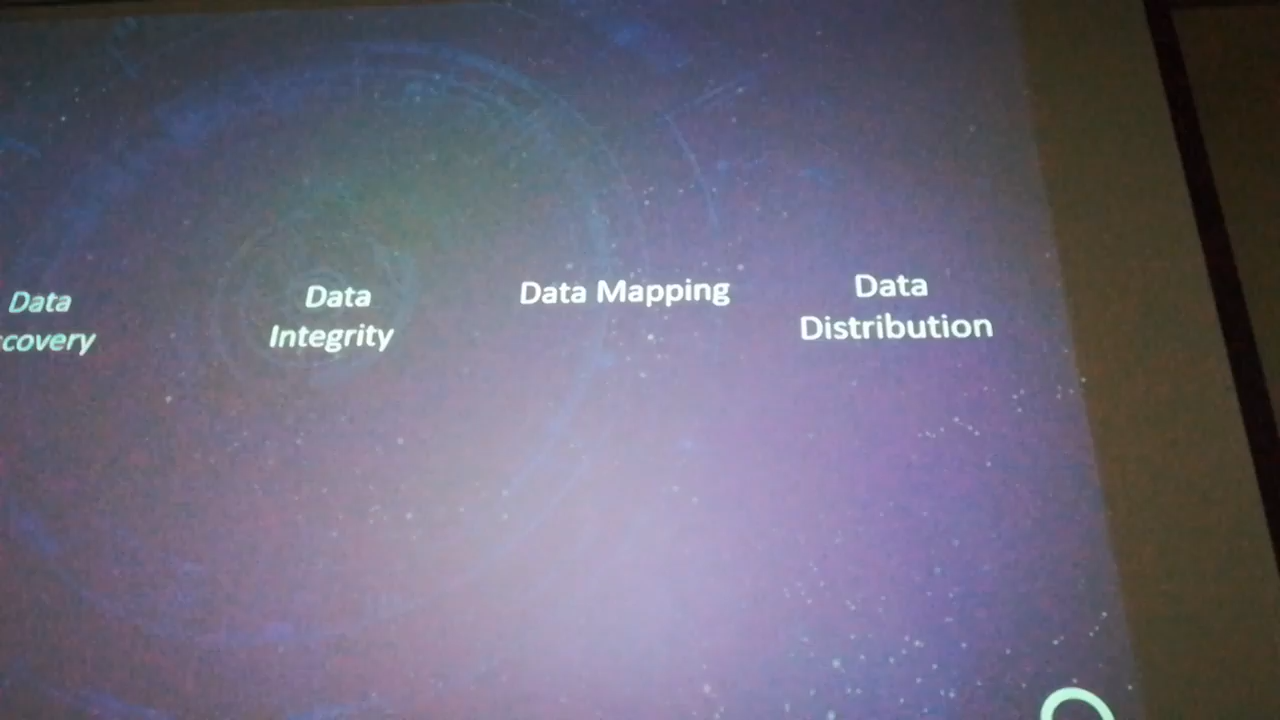 Data
covery
Data
Integrity
Data Mapping
Data
Distribution